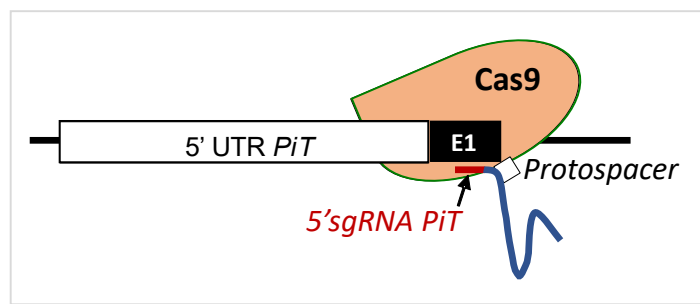 Cas9
5' UTR PiT
E1
Protospacer
5'sgRNA PiT